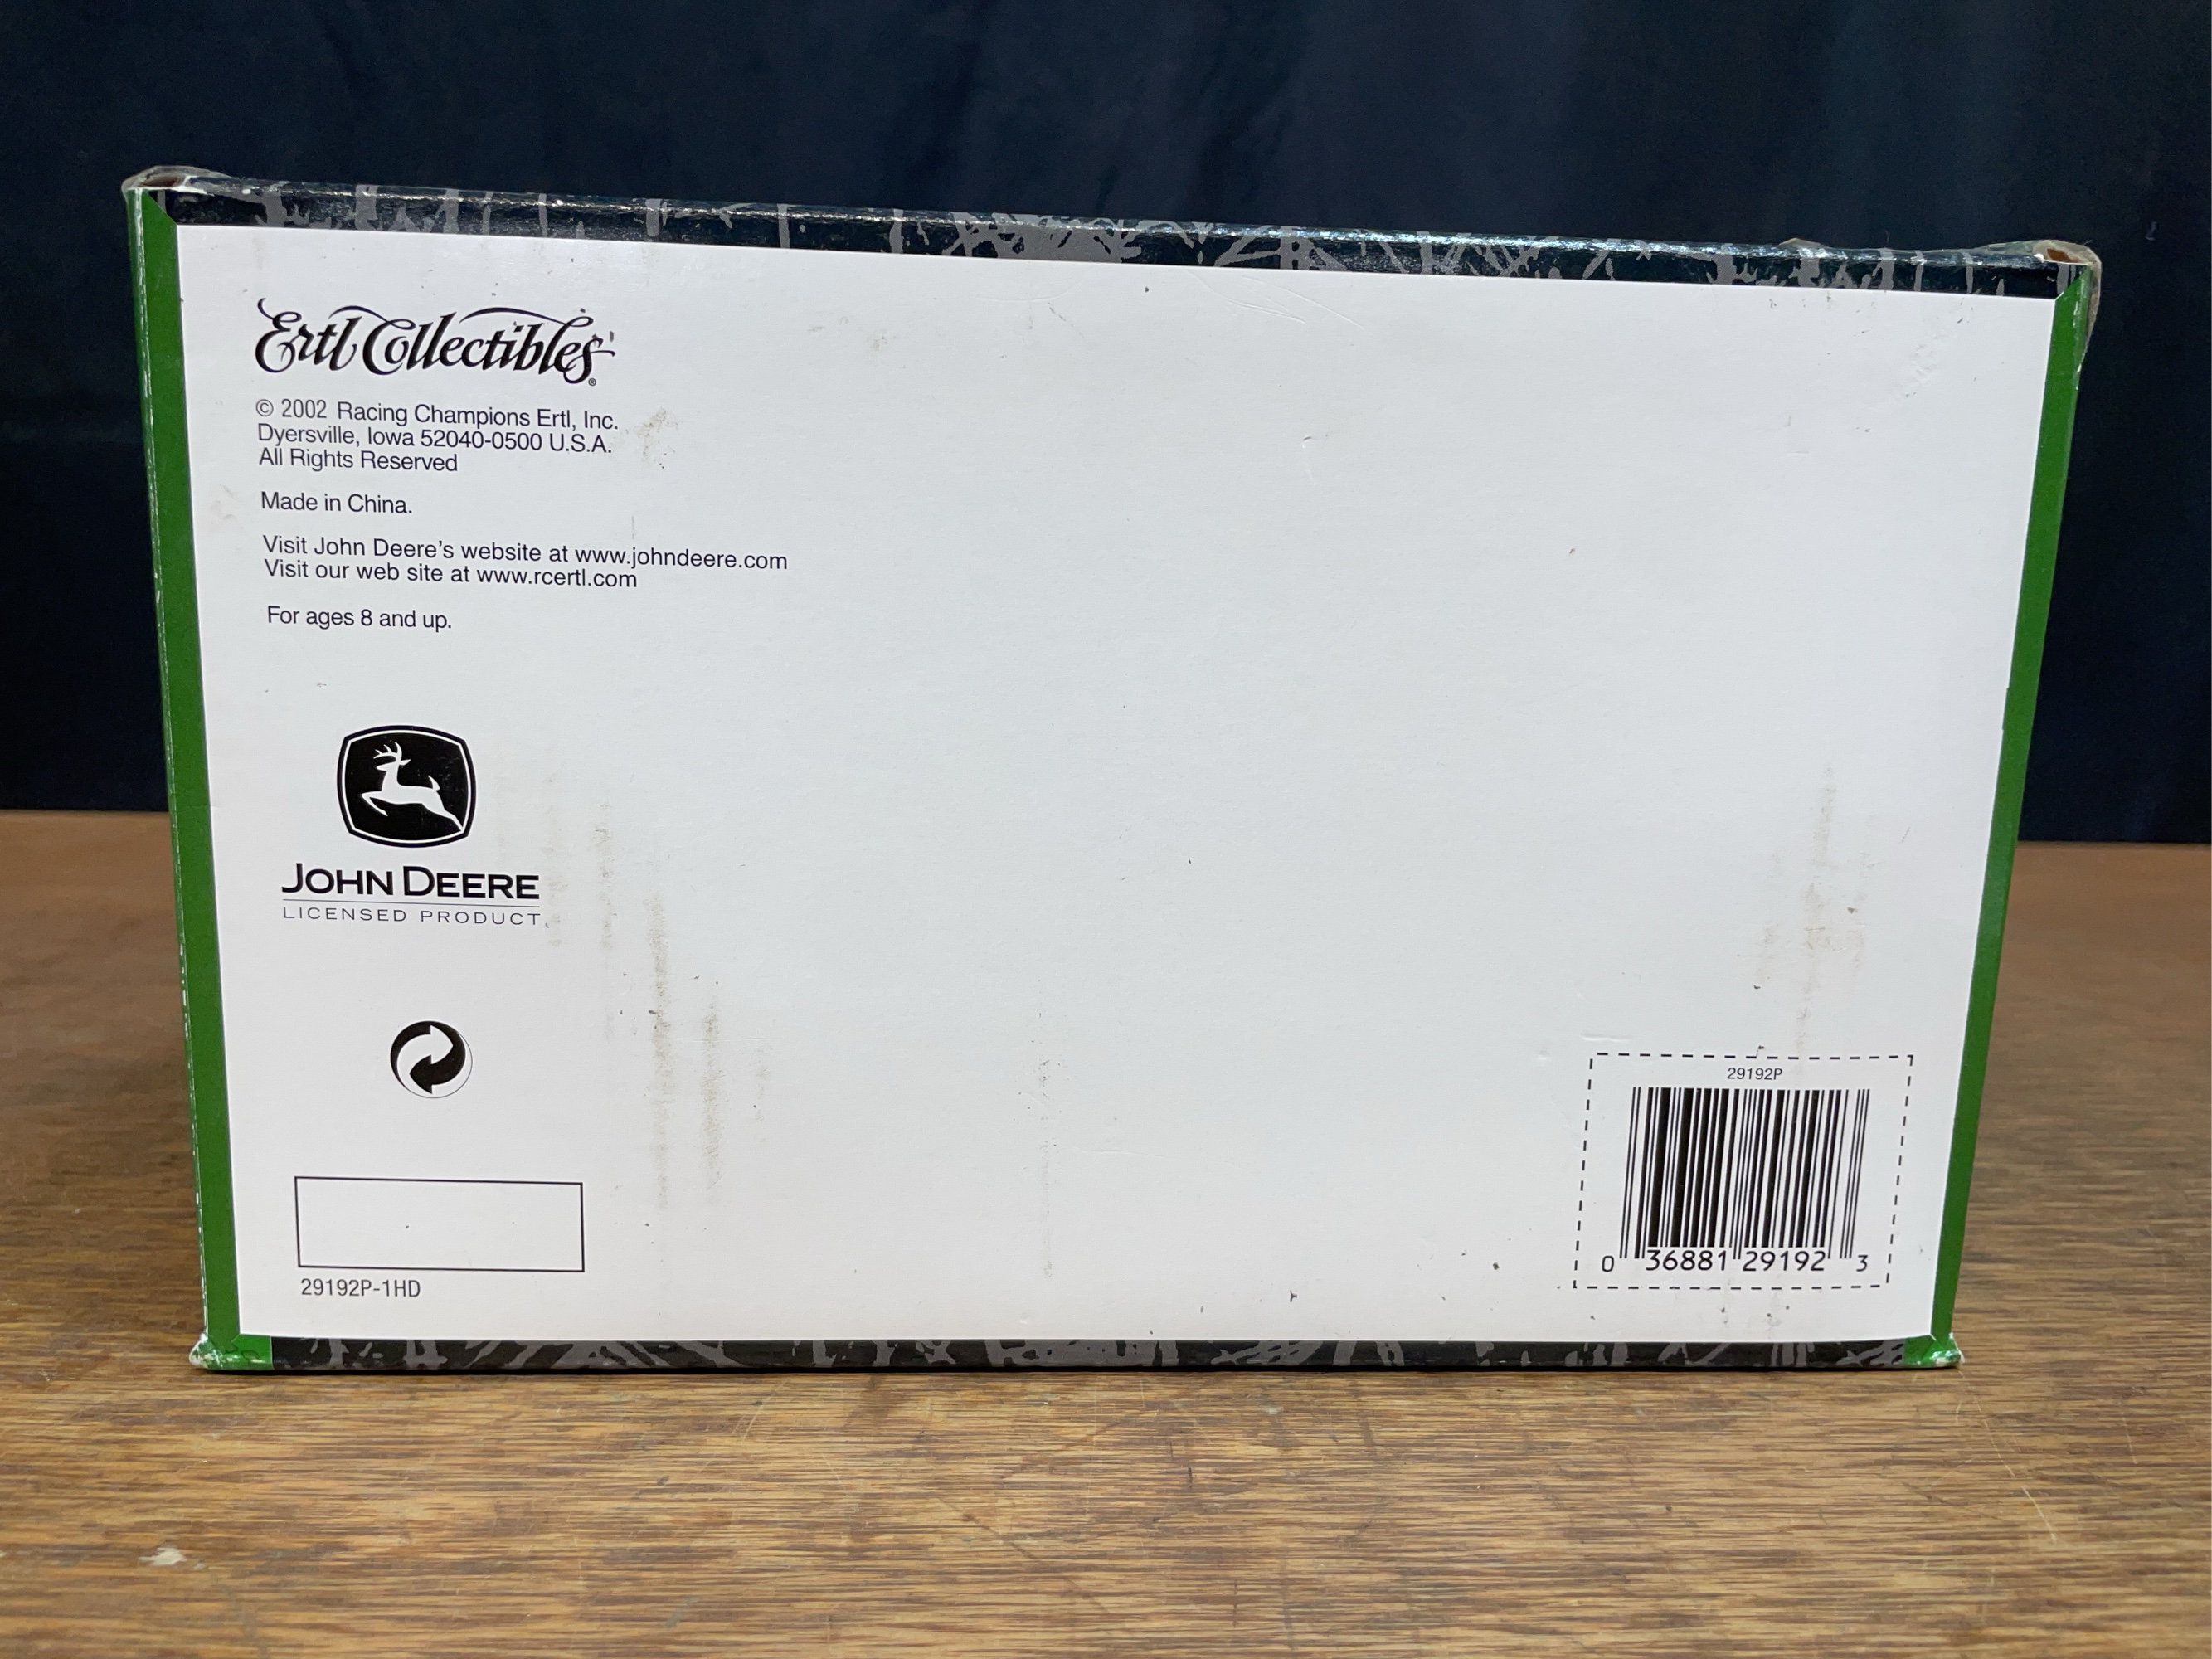 Ertl Collectibles®
© 2002 Racing Champions Ertl, Inc.
Dyersville, Iowa 52040-0500 U.S.A.
All Rights Reserved
Made in China.
Visit John Deere's website at www.johndeere.com
Visit our web site at www.rcertl.com
For ages 8 and up.
JOHN DEERE
LICENSED PRODUCT
29192P-1HD
29192P
0 36881 29192 3